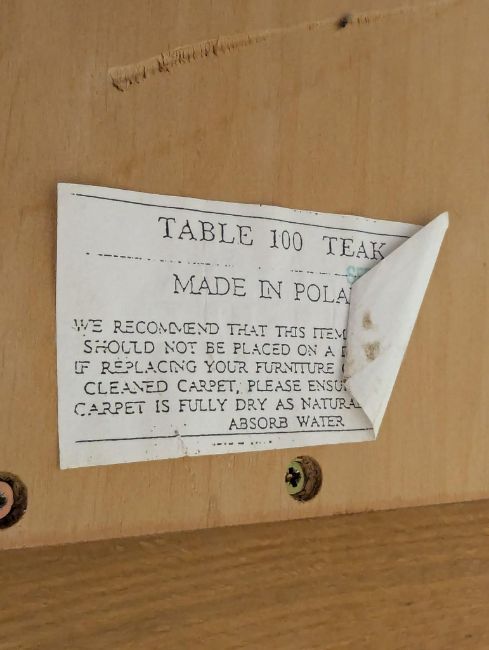 TABLE 100 TEAK
MADE IN POLA
WE RECOMMEND THAT THIS ITEM
SHOULD NOT BE PLACED ON A
IF REPLACING YOUR FURNITURE
CLEANED CARPET, PLEASE ENSU
CARPET IS FULLY DRY AS NATURA
ABSORB WATER